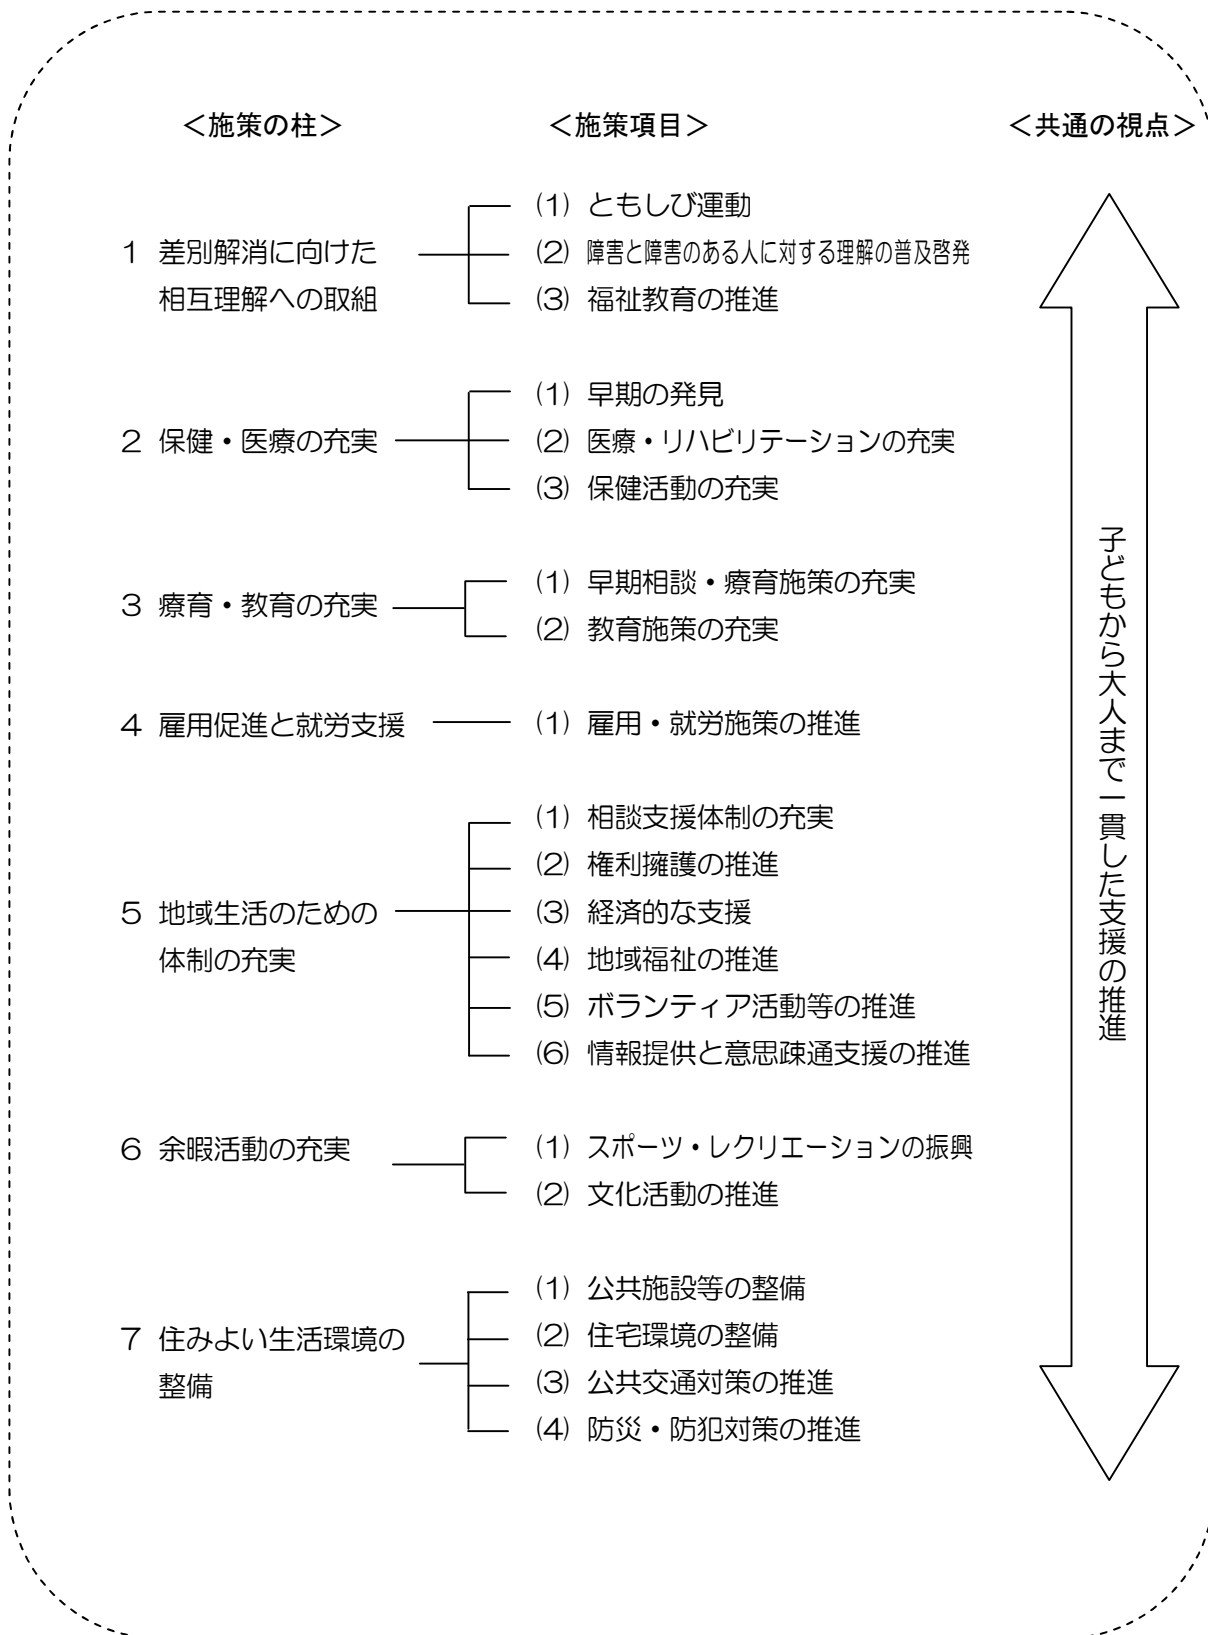 ＜施策の柱＞ ＜施策項目＞ ＜共通の視点＞
1 差別解消に向けた
相互理解への取組
(1) ともしび運動
(2) 障害と障害のある人に対する理解の普及啓発
(3) 福祉教育の推進
2 保健・医療の充実
(1) 早期の発見
(2) 医療・リハビリテーションの充実
(3) 保健活動の充実
3 療育・教育の充実
(1) 早期相談・療育施策の充実
(2) 教育施策の充実
4 雇用促進と就労支援
(1) 雇用・就労施策の推進
5 地域生活のための
体制の充実
(1) 相談支援体制の充実
(2) 権利擁護の推進
(3) 経済的な支援
(4) 地域福祉の推進
(5) ボランティア活動等の推進
(6) 情報提供と意思疎通支援の推進
6 余暇活動の充実
(1) スポーツ・レクリエーションの振興
(2) 文化活動の推進
7 住みよい生活環境の
整備
(1) 公共施設等の整備
(2) 住宅環境の整備
(3) 公共交通対策の推進
(4) 防災・防犯対策の推進
子どもから大人まで一貫した支援の推進